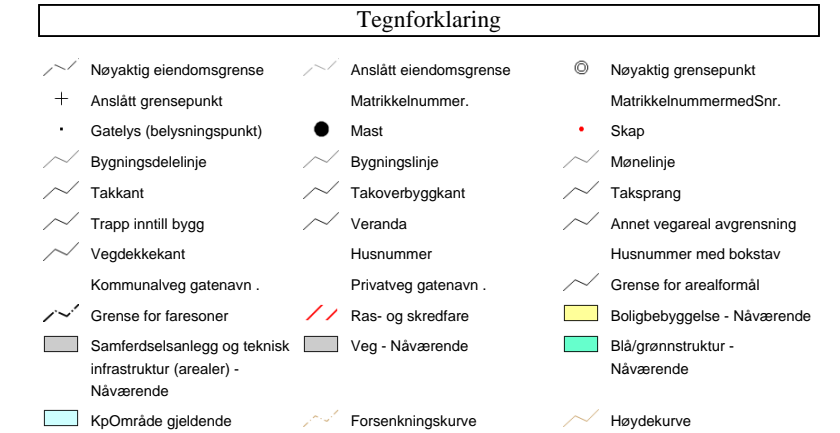 Tegnforklaring
Nøyaktig eiendomsgrense
Anslått eiendomsgrense
Nøyaktig grensepunkt
Anslått grensepunkt
Matrikkelnummer.
MatrikkelnummermedSnr.
Gatelys (belysningspunkt)
Mast
Skap
Bygningsdelelinje
Bygningslinje
Mønelinje
Takkant
Takoverbyggkant
Taksprang
Trapp inntill bygg
Veranda
Annet vegareal avgrensning
Vegdekkekant
Husnummer
Husnummer med bokstav
Kommunalveg gatenavn .
Privatveg gatenavn .
Grense for arealformål
Grense for faresoner
Ras- og skredfare
Boligbebyggelse - Nåværende
Samferdselsanlegg og teknisk
infrastruktur (arealer) -
Nåværende
Veg - Nåværende
Blå/grønnstruktur -
Nåværende
KpOmråde gjeldende
Forsenkningskurve
Høydekurve